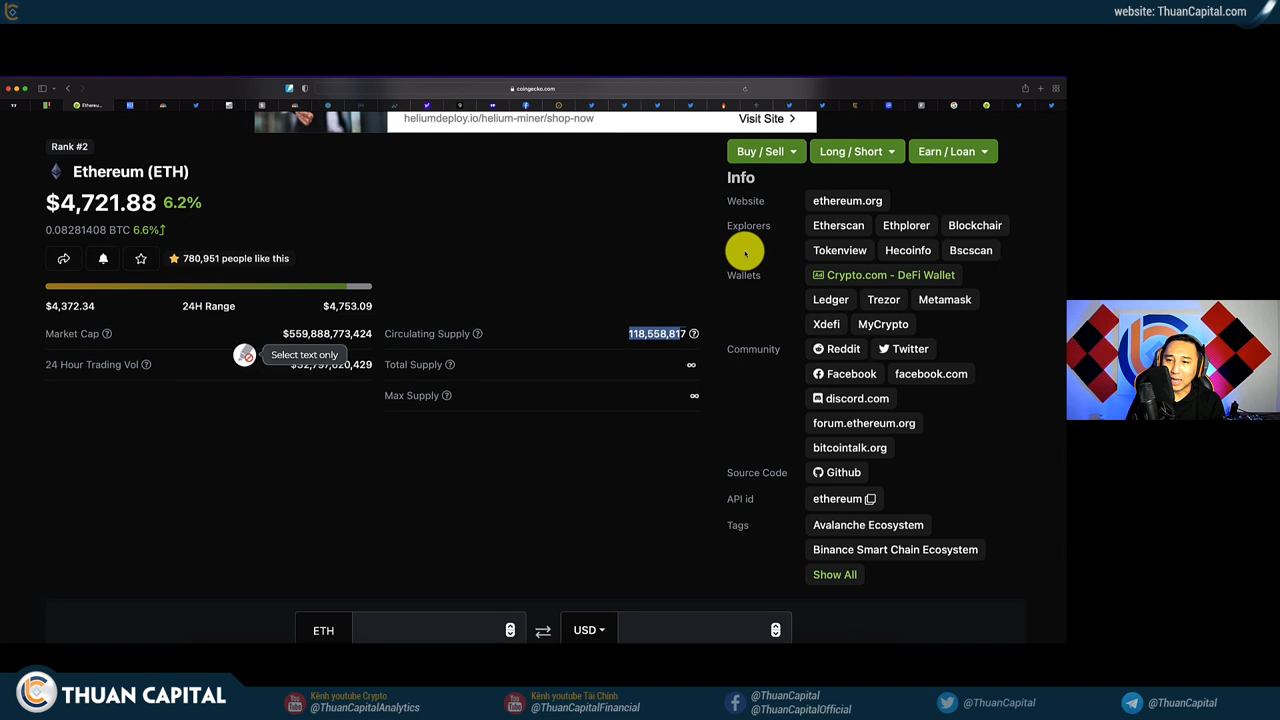 website: ThuanCapital.com
coingecko.com
Ethereu...
heliumdeploy.io/helium-miner/shop-now
Visit Site
Rank #2
Ethereum (ETH)
$4,721.88 6.2%
0.08281408 BTC 6.6%
780,951 people like this
$4,372.34 24H Range $4,753.09
Market Cap $559,888,773,424
Select text only
24 Hour Trading Vol
Circulating Supply 118,558,817
Total Supply ∞
Max Supply ∞
Buy / Sell Long / Short Earn / Loan
Info
Website ethereum.org
Explorers Etherscan Ethplorer Blockchair
Tokenview Hecoinfo Bscscan
Wallets Crypto.com - DeFi Wallet
Ledger Trezor Metamask
Xdefi MyCrypto
Community Reddit Twitter
Facebook facebook.com
discord.com
forum.ethereum.org
bitcointalk.org
Source Code Github
API id ethereum
Tags Avalanche Ecosystem
Binance Smart Chain Ecosystem
Show All
ETH USD
THUAN CAPITAL
Kênh youtube Crypto
@ThuanCapitalAnalytics
Kênh youtube Tài Chính
@ThuanCapitalFinancial
@ThuanCapital
@ThuanCapitalOfficial
@ThuanCapital
@ThuanCapital